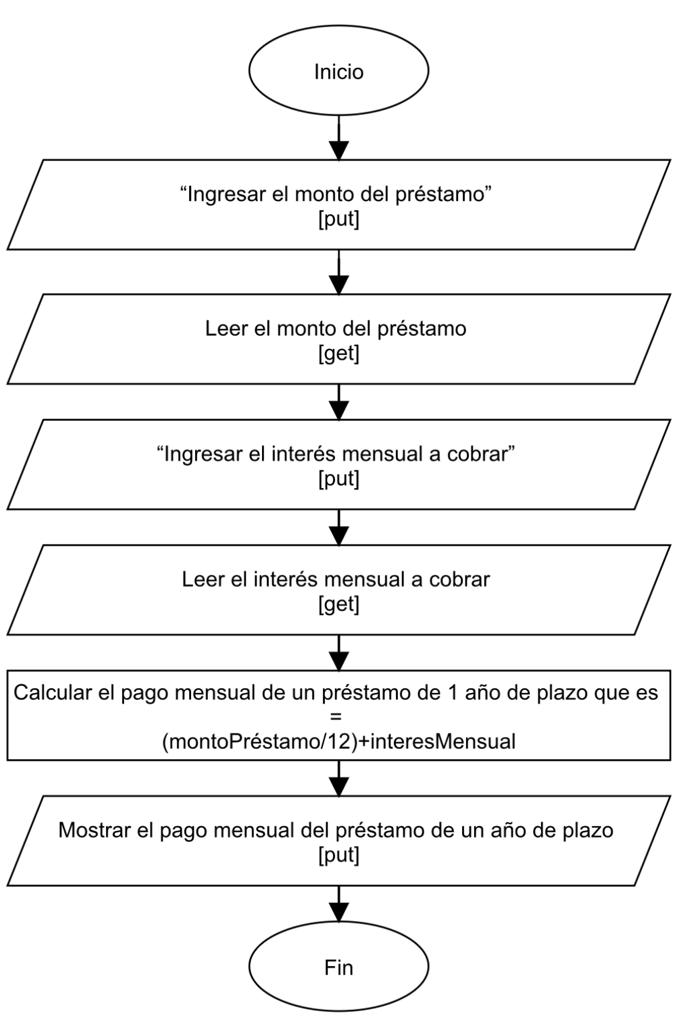 Inicio
“Ingresar el monto del préstamo”
[put]
Leer el monto del préstamo
[get]
“Ingresar el interés mensual a cobrar”
[put]
Leer el interés mensual a cobrar
[get]
Calcular el pago mensual de un préstamo de 1 año de plazo que es
=
(montoPréstamo/12)+interesMensual
Mostrar el pago mensual del préstamo de un año de plazo
[put]
Fin